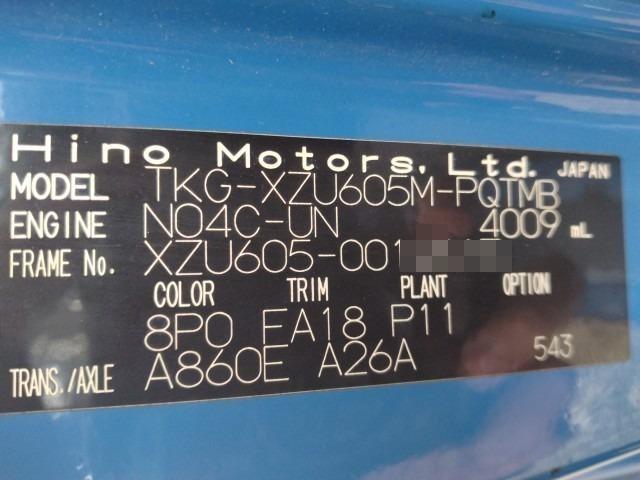 Hino Motors, Ltd. JAPAN
MODEL TKG-XZU605M-PQTMB
ENGINE N04C-UN 4009 mL
FRAME No. XZU605-001
COLOR TRIM PLANT OPTION
8P0 EA18 P11
TRANS./AXLE A860E A26A 543